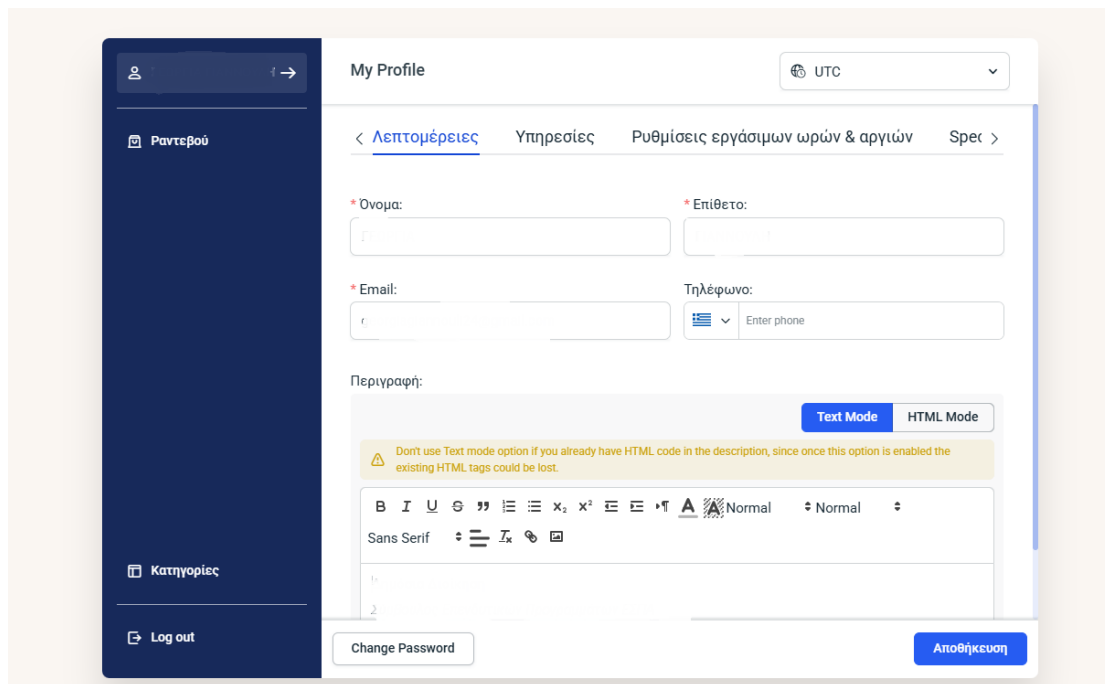 My Profile
UTC
Ραντεβού
Λεπτομέρειες Υπηρεσίες Ρυθμίσεις εργάσιμων ωρών & αργιών Spec
* Όνομα: * Επίθετο:
* Email: Τηλέφωνο:
Enter phone
Περιγραφή:
Text Mode HTML Mode
Don't use Text mode option if you already have HTML code in the description, since once this option is enabled the
existing HTML tags could be lost.
Normal Normal
Sans Serif
Κατηγορίες
Log out
Change Password Αποθήκευση